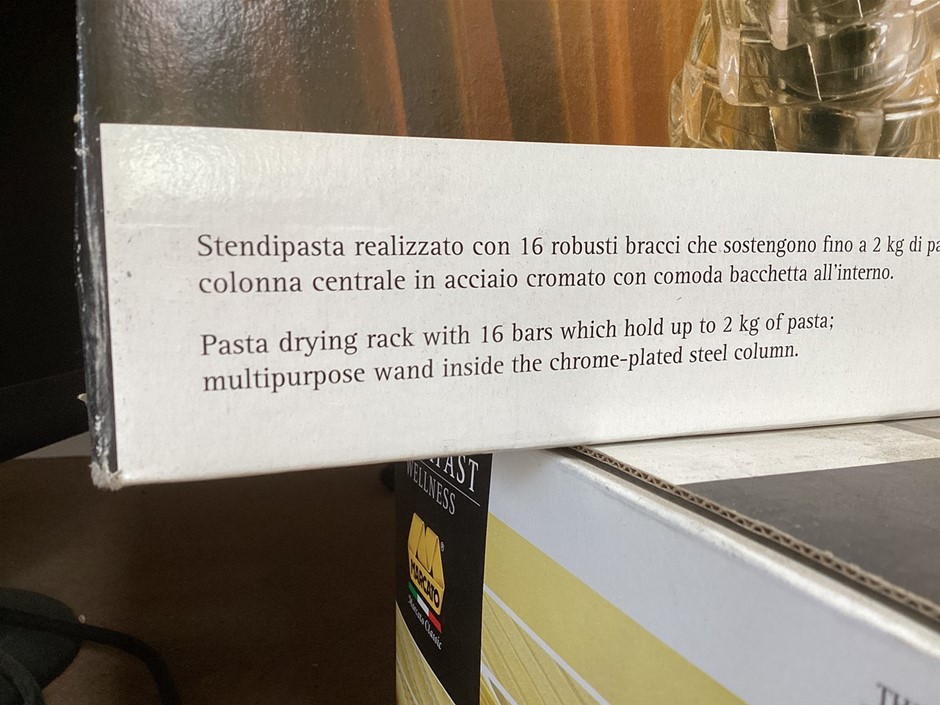 Stendipasta realizzato con 16 robusti bracci che sostengono fino a 2 kg di
colonna centrale in acciaio cromato con comoda bacchetta all'interno.
Pasta drying rack with 16 bars which hold up to 2 kg of pasta;
multipurpose wand inside the chrome-plated steel column.
WELLNESS
MARCATO
Marcato Classic